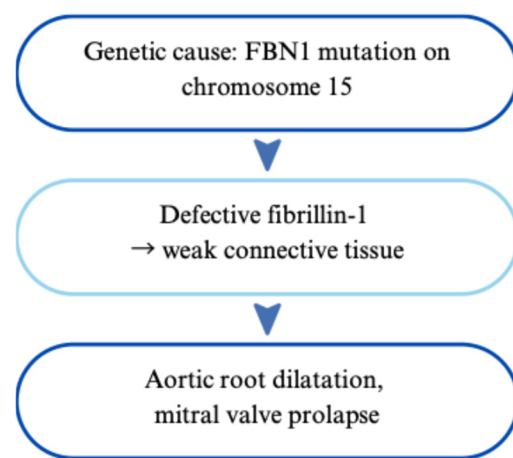 Genetic cause: FBN1 mutation on
chromosome 15
Defective fibrillin-1
→ weak connective tissue
Aortic root dilatation,
mitral valve prolapse